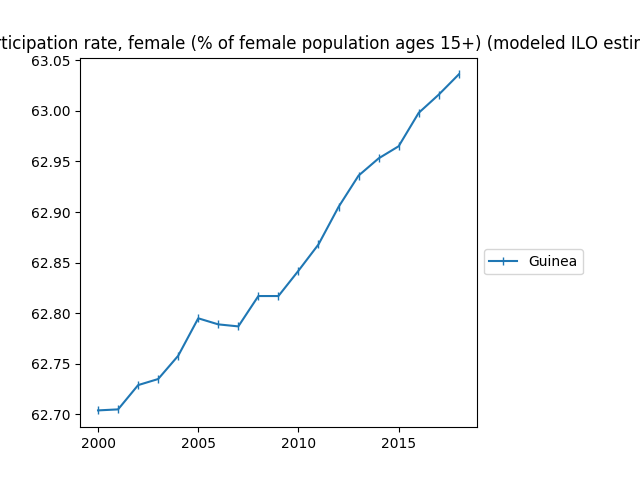 rticipation rate, female (% of female population ages 15+) (modeled ILO estir
63.05
63.00
62.95
62.90
62.85
62.80
62.75
62.70
2000 2005 2010 2015
Guinea